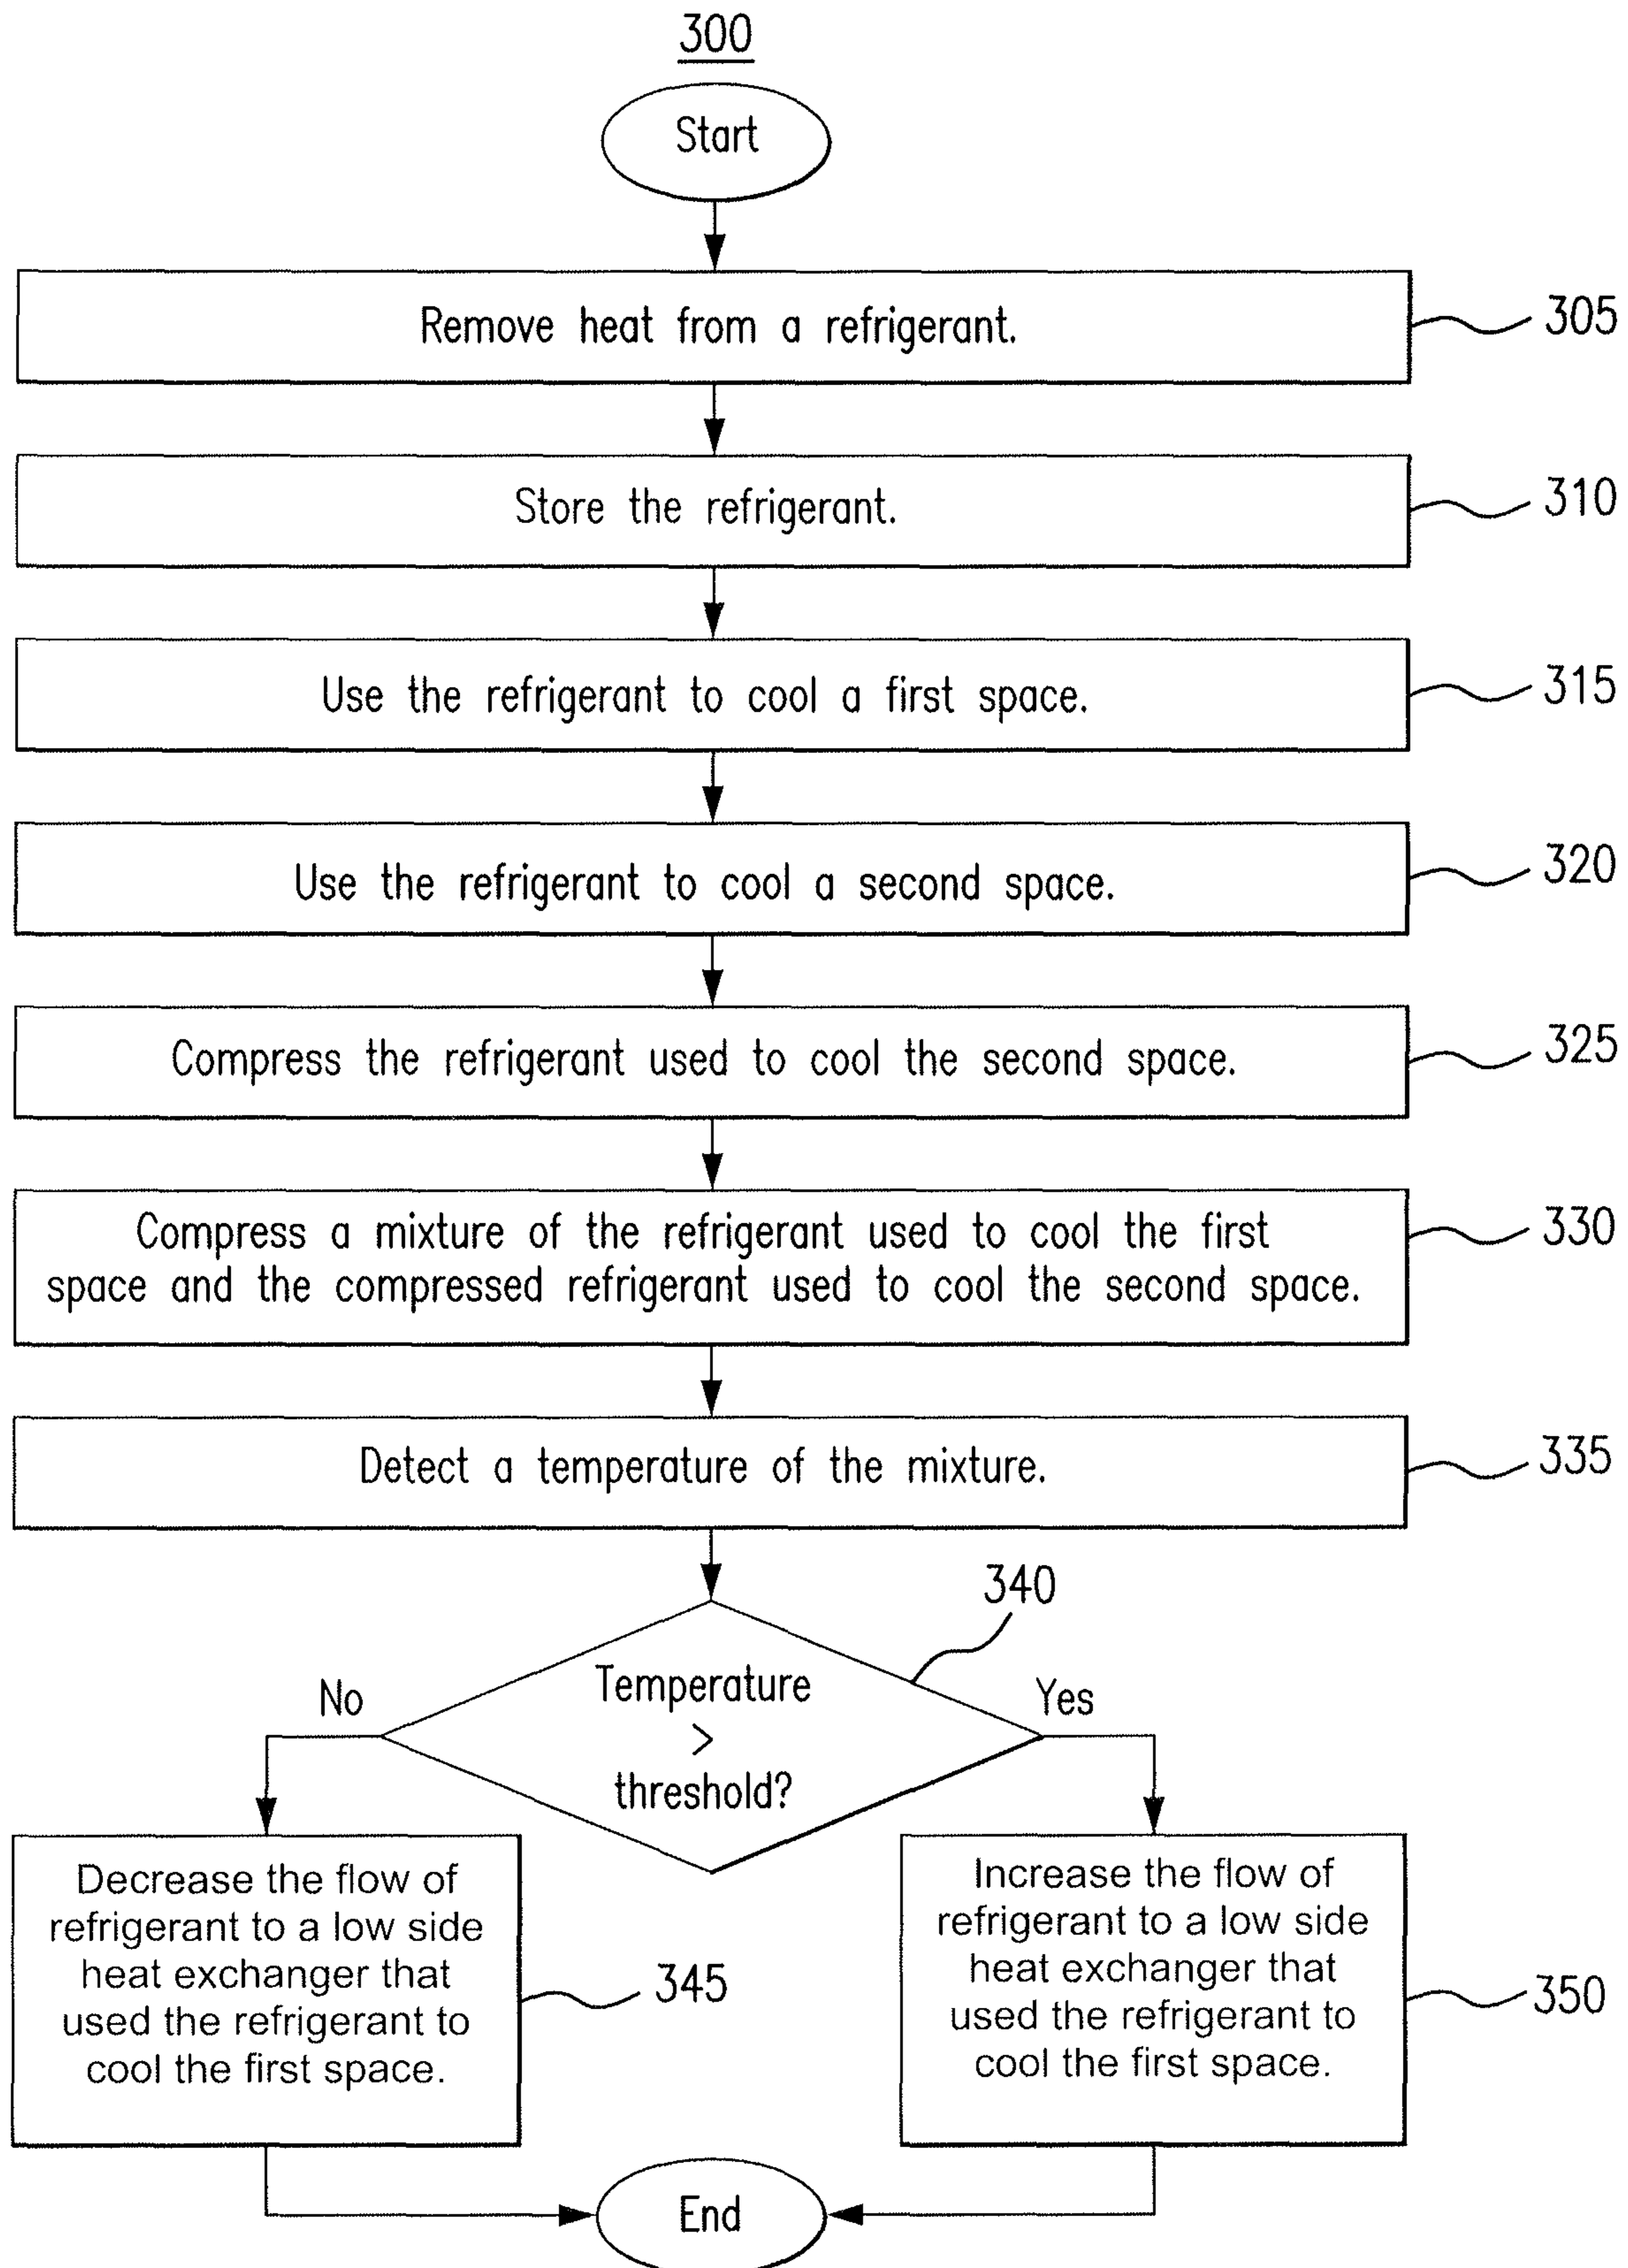 300
Start
Remove heat from a refrigerant.
305
Store the refrigerant.
310
Use the refrigerant to cool a first space.
315
Use the refrigerant to cool a second space.
320
Compress the refrigerant used to cool the second space.
325
Compress a mixture of the refrigerant used to cool the first
space and the compressed refrigerant used to cool the second space.
330
Detect a temperature of the mixture.
335
340
No
Temperature
>
threshold?
Yes
Decrease the flow of
refrigerant to a low side
heat exchanger that
used the refrigerant to
cool the first space.
345
Increase the flow of
refrigerant to a low side
heat exchanger that
used the refrigerant to
cool the first space.
350
End